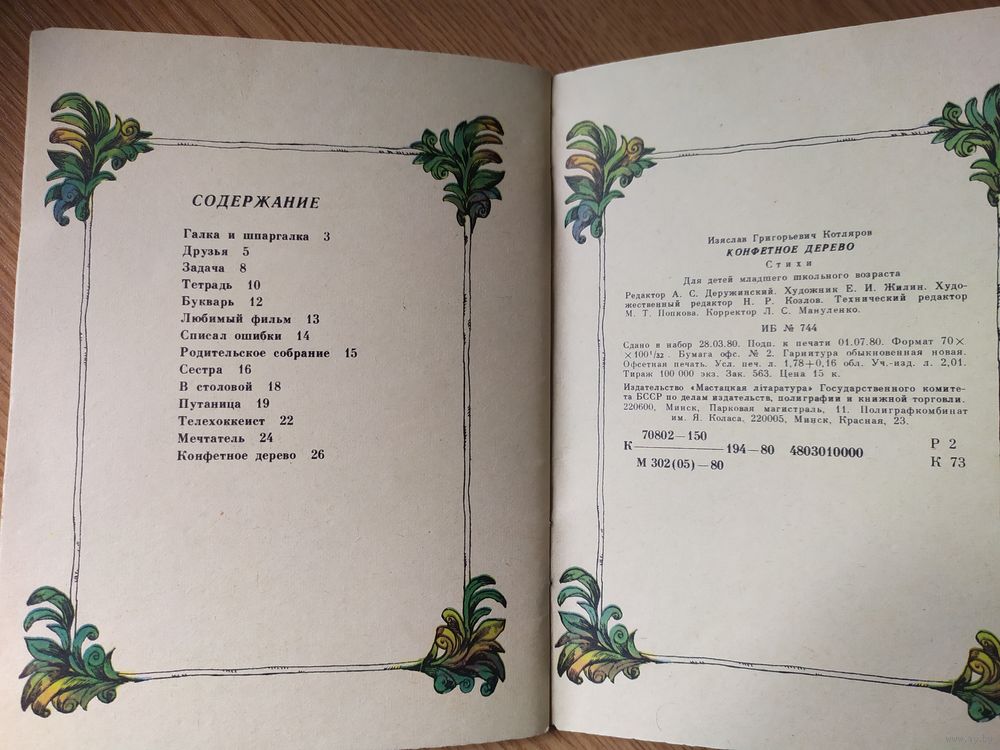 СОДЕРЖАНИЕ
Галка и шпаргалка 3
Друзья 5
Задача 8
Тетрадь 10
Букварь 12
Любимый фильм 13
Списал ошибки 14
Родительское собрание 15
Сестра 16
В столовой 18
Путаница 19
Телехоккеист 22
Мечтатель 24
Конфетное дерево 26
Изяслав Григорьевич Котляров
КОНФЕТНОЕ ДЕРЕВО
Стихи
Для детей младшего школьного возраста
Редактор А. С. Деружинский. Художник Е. И. Жилин. Худо-
жественный редактор Н. Р. Козлов. Технический редактор
М. Т. Попкова. Корректор Л. С. Мануленко.
ИБ № 744
Сдано в набор 28.03.80. Подп. к печати 01.07.80. Формат 70×
×100¹/₃₂. Бумага офс. № 2. Гарнитура обыкновенная новая.
Офсетная печать. Усл. печ. л. 1,78+0,16 обл. Уч.-изд. л. 2,01.
Тираж 100 000 экз. Зак. 563. Цена 15 к.
Издательство «Мастацкая літаратура» Государственного комите-
та БССР по делам издательств, полиграфии и книжной торговли.
220600, Минск, Парковая магистраль, 11. Полиграфкомбинат
им. Я. Коласа, 220005, Минск, Красная, 23.
70802—150
К 194—80 4803010000
М 302(05)—80
Р 2
К 73